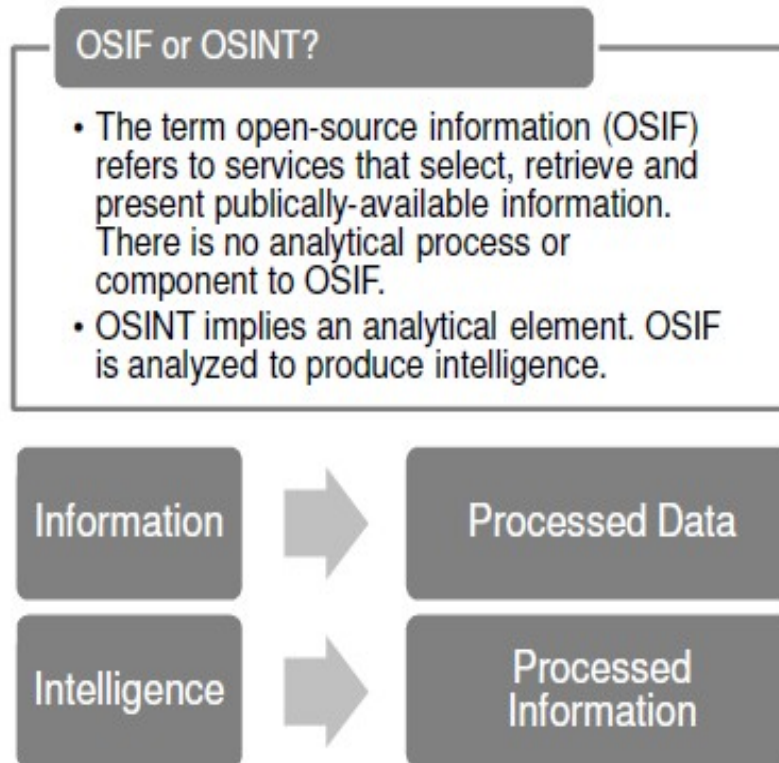 OSIF or OSINT?
• The term open-source information (OSIF)
refers to services that select, retrieve and
present publically-available information.
There is no analytical process or
component to OSIF.
• OSINT implies an analytical element. OSIF
is analyzed to produce intelligence.
Information
Processed Data
Intelligence
Processed
Information